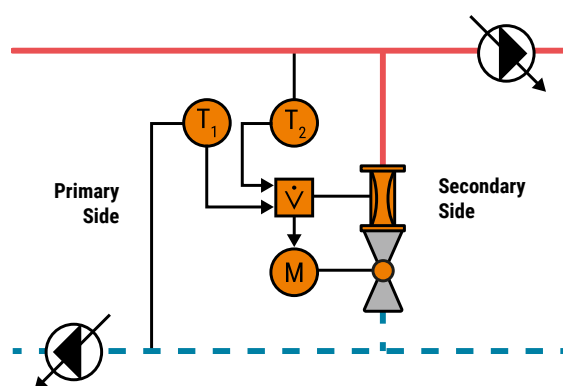 T₁
T₂
Primary
Side
V̇
Secondary
Side
M